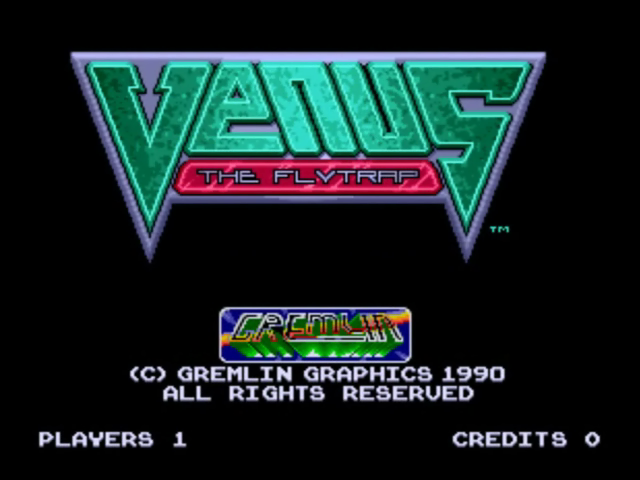 VENUS
THE FLYTRAP
TM
GREMLIN
(C) GREMLIN GRAPHICS 1990
ALL RIGHTS RESERVED
PLAYERS 1 CREDITS 0